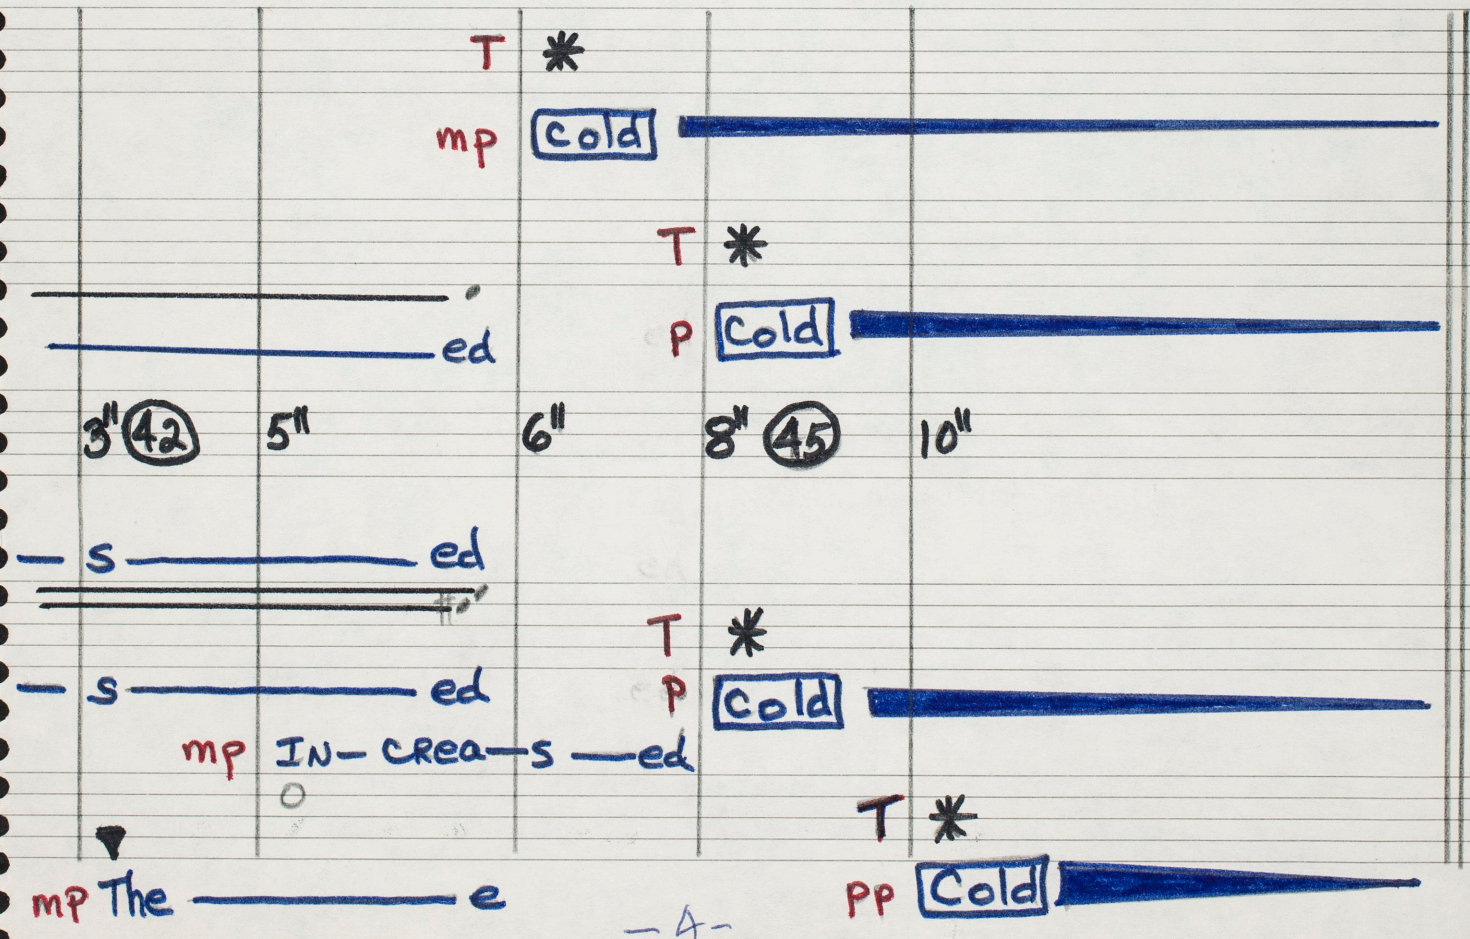 T *
mp Cold
T *
ed p Cold
3" 42 5" 6" 8" 45 10"
s ed
T *
s ed p Cold
mp IN- CRea-s-ed
T *
mp The e pp Cold
-4-